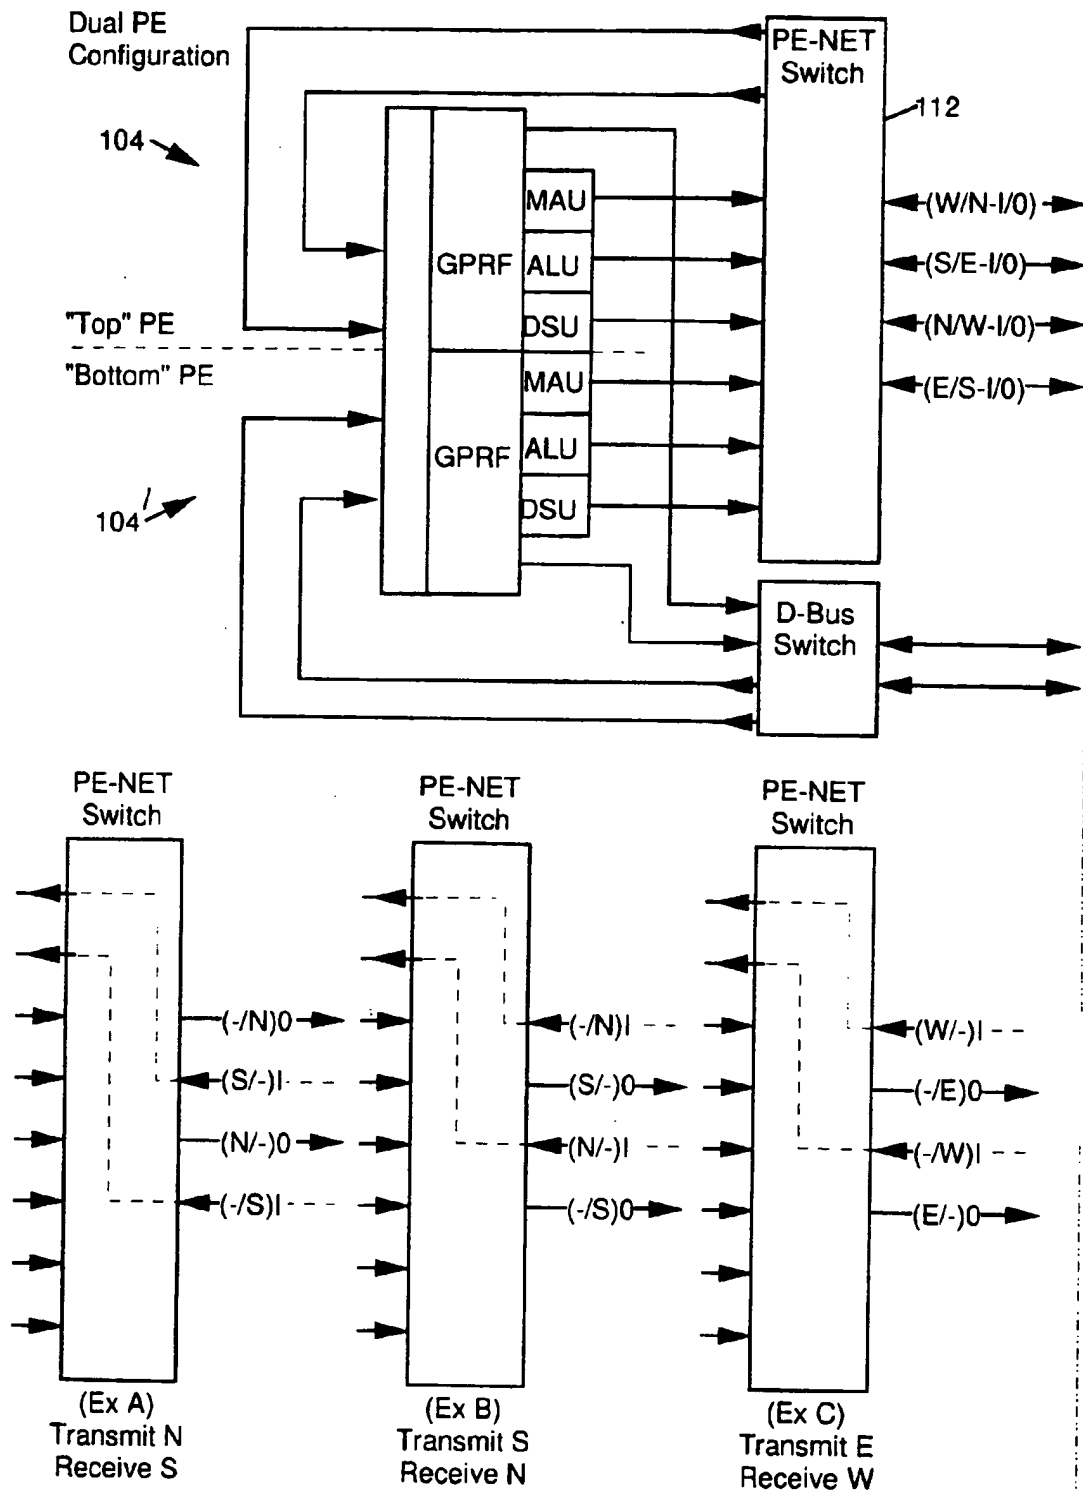 Dual PE
Configuration
PE-NET
Switch
112
104
MAU
(W/N-I/0)
GPRF
ALU
(S/E-I/0)
"Top" PE
DSU
(N/W-I/0)
"Bottom" PE
MAU
(E/S-I/0)
GPRF
ALU
104'
DSU
D-Bus
Switch
PE-NET
Switch
PE-NET
Switch
PE-NET
Switch
(-/N)0
(S/-)I
(N/-)0
(-/S)I
(-/N)I
(S/-)0
(N/-)I
(-/S)0
(W/-)I
(-/E)0
(-/W)I
(E/-)0
(Ex A)
Transmit N
Receive S
(Ex B)
Transmit S
Receive N
(Ex C)
Transmit E
Receive W